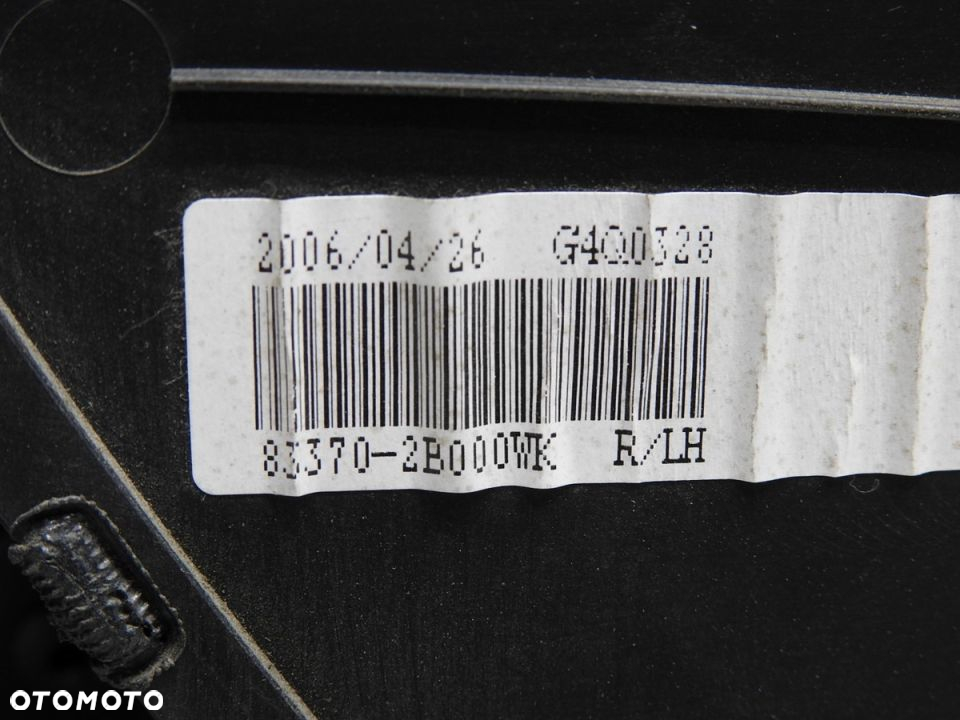 2006/04/26 G4Q0328
83370-2B000WK R/LH
OTOMOTO